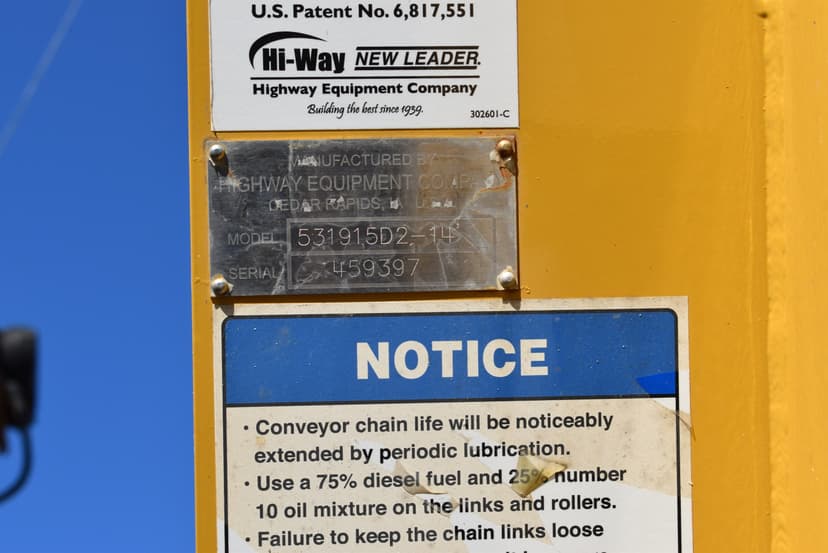 U.S. Patent No. 6,817,551
Hi-Way NEW LEADER.
Highway Equipment Company
Building the best since 1939.
302601-C
MANUFACTURED BY
HIGHWAY EQUIPMENT
CEDAR RAPIDS, IA U.S.A.
MODEL 531915D2-14
SERIAL 459397
NOTICE
• Conveyor chain life will be noticeably
extended by periodic lubrication.
• Use a 75% diesel fuel and 25% number
10 oil mixture on the links and rollers.
• Failure to keep the chain links loose